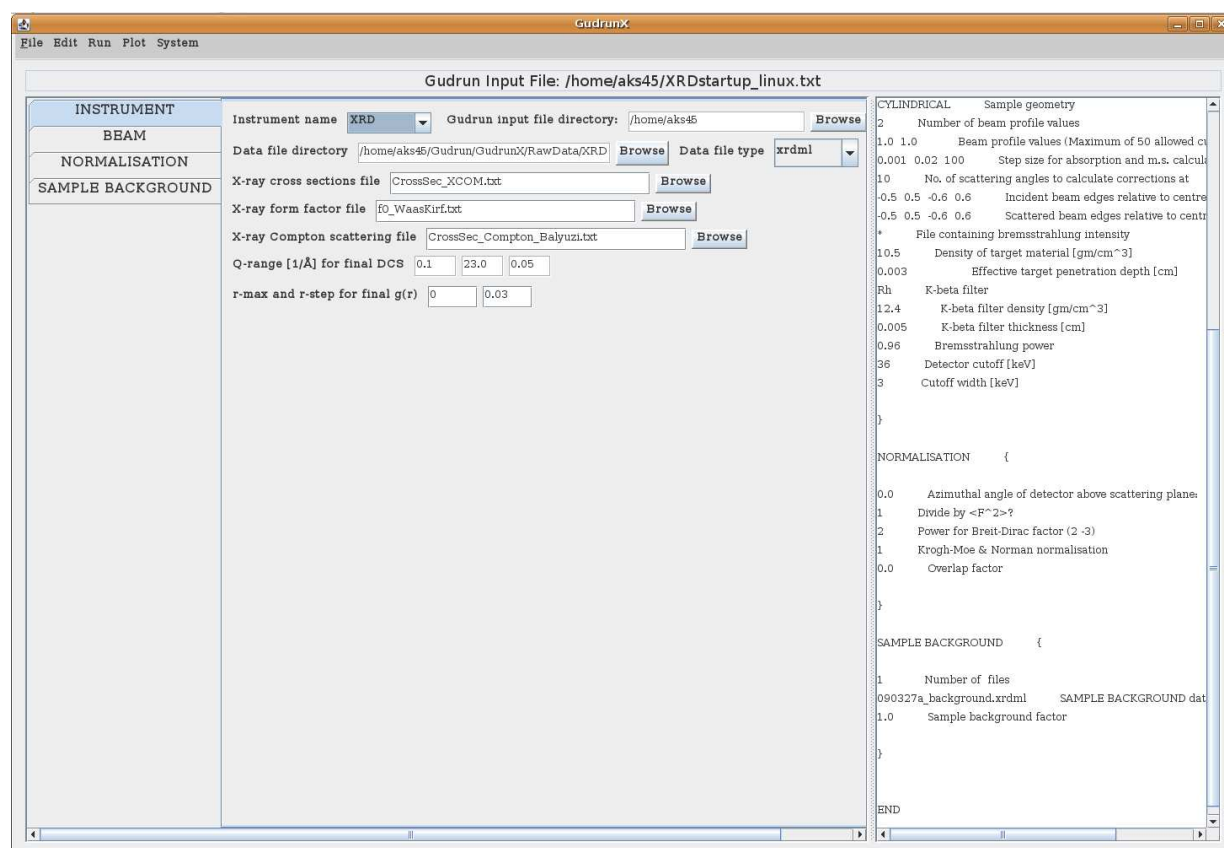 GudrunX
File Edit Run Plot System
Gudrun Input File: /home/aks45/XRDstartup_linux.txt
INSTRUMENT
BEAM
NORMALISATION
SAMPLE BACKGROUND
Instrument name XRD Gudrun input file directory: /home/aks45 Browse
Data file directory /home/aks45/Gudrun/GudrunX/RawData/XRD Browse Data file type xrdml
X-ray cross sections file CrossSec_XCOM.txt Browse
X-ray form factor file f0_WaasKirf.txt Browse
X-ray Compton scattering file CrossSec_Compton_Balyuzi.txt Browse
Q-range [1/Å] for final DCS 0.1 23.0 0.05
r-max and r-step for final g(r) 0 0.03
CYLINDRICAL Sample geometry
2 Number of beam profile values
1.0 1.0 Beam profile values (Maximum of 50 allowed cu
0.001 0.02 100 Step size for absorption and m.s. calcula
10 No. of scattering angles to calculate corrections at
-0.5 0.5 -0.6 0.6 Incident beam edges relative to centre
-0.5 0.5 -0.6 0.6 Scattered beam edges relative to centr
* File containing bremsstrahlung intensity
10.5 Density of target material [gm/cm^3]
0.003 Effective target penetration depth [cm]
Rh K-beta filter
12.4 K-beta filter density [gm/cm^3]
0.005 K-beta filter thickness [cm]
0.96 Bremsstrahlung power
36 Detector cutoff [keV]
3 Cutoff width [keV]
}
NORMALISATION {
0.0 Azimuthal angle of detector above scattering plane:
1 Divide by <F^2>?
2 Power for Breit-Dirac factor (2 -3)
1 Krogh-Moe & Norman normalisation
0.0 Overlap factor
}
SAMPLE BACKGROUND {
1 Number of files
090327a_background.xrdml SAMPLE BACKGROUND dat
1.0 Sample background factor
}
END